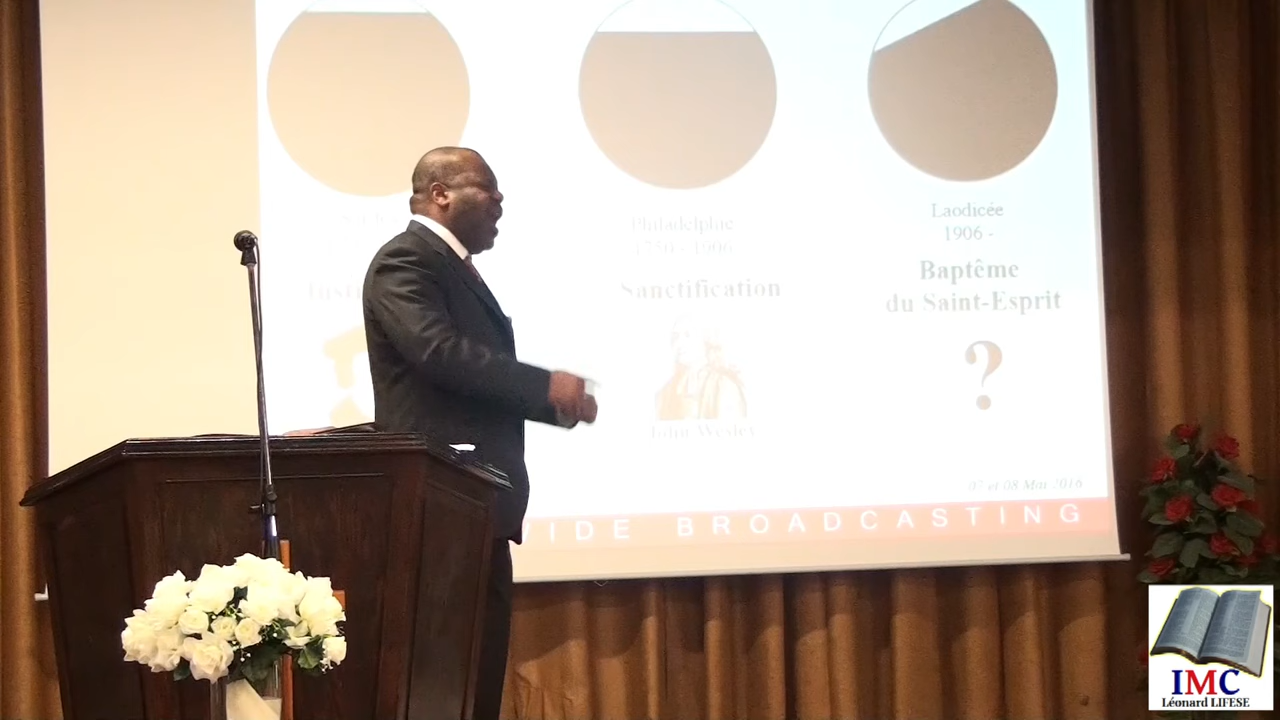 Philadelphie
1750 - 1906
Sanctification
John Wesley
Laodicée
1906 -
Baptême
du Saint-Esprit
?
07 et 08 Mai 2016
BROADCASTING
IMC
Léonard LIFESE